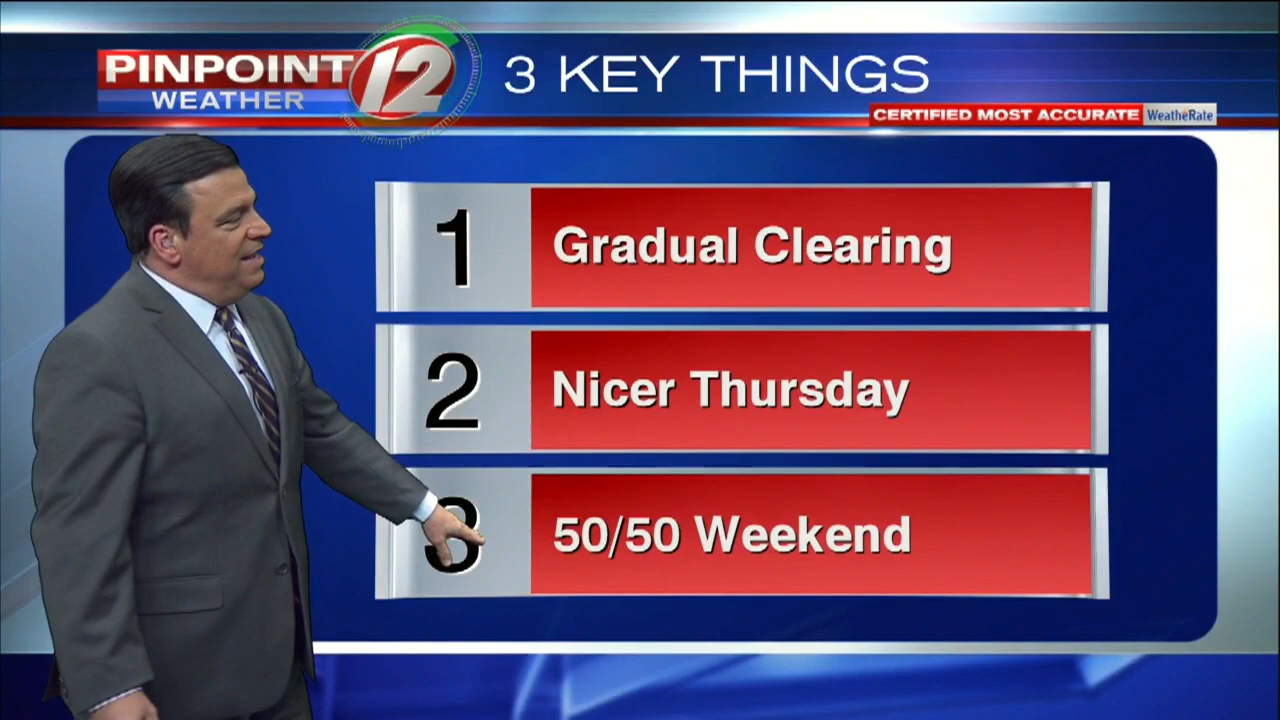 PINPOINT 12
WEATHER
3 KEY THINGS
CERTIFIED MOST ACCURATE WeatheRate
1 Gradual Clearing
2 Nicer Thursday
3 50/50 Weekend